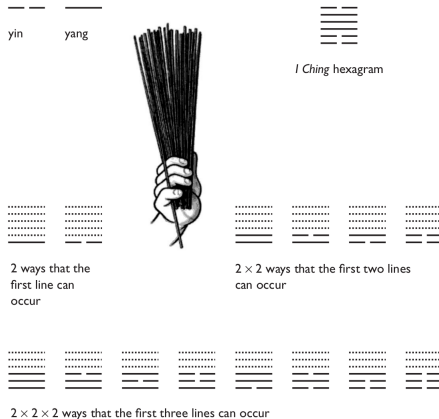 yin
yang
I Ching hexagram
2 ways that the
first line can
occur
2 × 2 ways that the first two lines
can occur
2 × 2 × 2 ways that the first three lines can occur